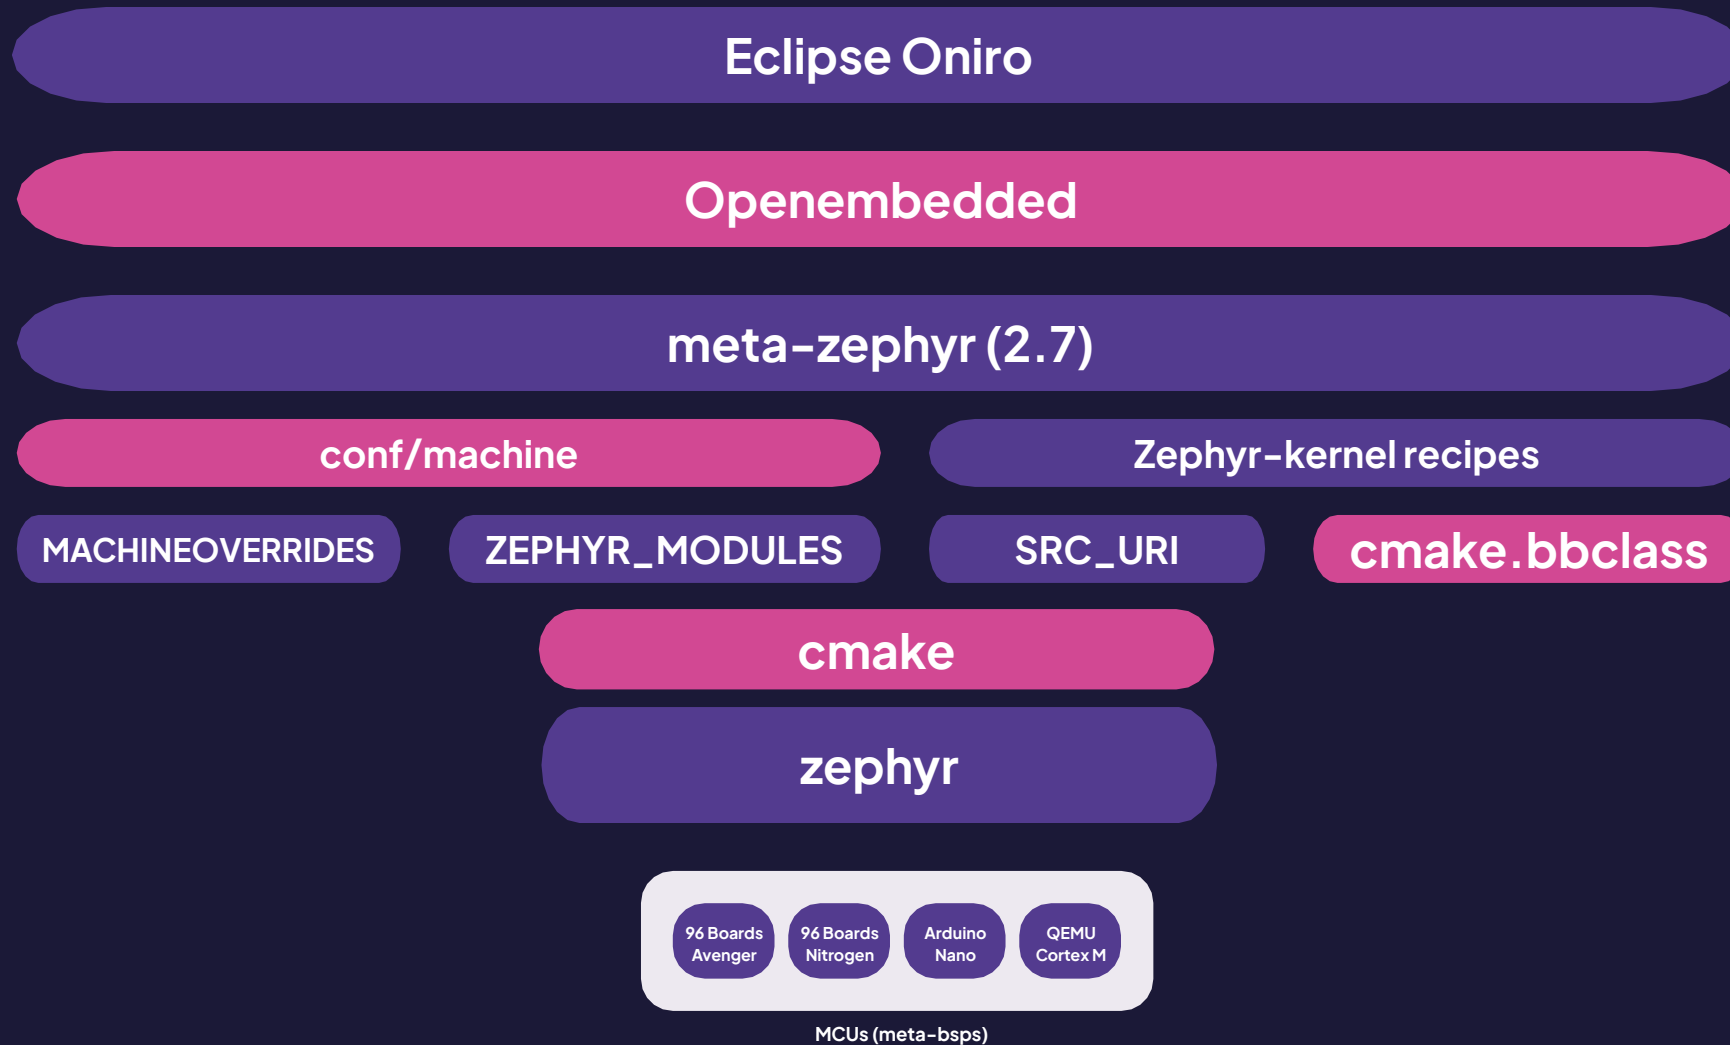 Eclipse Oniro
Openembedded
meta-zephyr (2.7)
conf/machine
Zephyr-kernel recipes
MACHINEOVERRIDES
ZEPHYR_MODULES
SRC_URI
cmake.bbclass
cmake
zephyr
96 Boards
Avenger
96 Boards
Nitrogen
Arduino
Nano
QEMU
Cortex M
MCUs (meta-bsps)